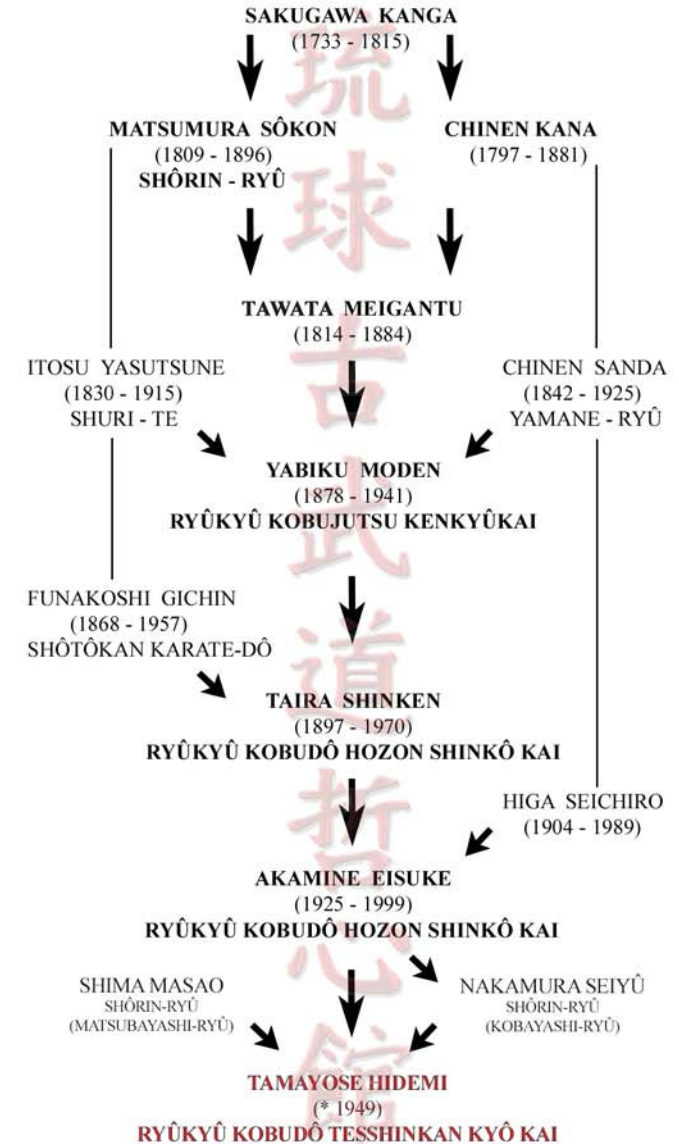 SAKUGAWA KANGA
(1733 - 1815)
MATSUMURA SÔKON
(1809 - 1896)
SHÔRIN - RYÛ
CHINEN KANA
(1797 - 1881)
TAWATA MEIGANTU
(1814 - 1884)
ITOSU YASUTSUNE
(1830 - 1915)
SHURI - TE
CHINEN SANDA
(1842 - 1925)
YAMANE - RYÛ
YABIKU MODEN
(1878 - 1941)
RYÛKYÛ KOBUJUTSU KENKYÛKAI
FUNAKOSHI GICHIN
(1868 - 1957)
SHÔTÔKAN KARATE-DÔ
TAIRA SHINKEN
(1897 - 1970)
RYÛKYÛ KOBUDÔ HOZON SHINKÔ KAI
HIGA SEICHIRO
(1904 - 1989)
AKAMINE EISUKE
(1925 - 1999)
RYÛKYÛ KOBUDÔ HOZON SHINKÔ KAI
SHIMA MASAO
SHÔRIN-RYÛ
(MATSUBAYASHI-RYÛ)
NAKAMURA SEIYÛ
SHÔRIN-RYÛ
(KOBAYASHI-RYÛ)
TAMAYOSE HIDEMI
(* 1949)
RYÛKYÛ KOBUDÔ TESSHINKAN KYÔ KAI
琉球古武道哲心館